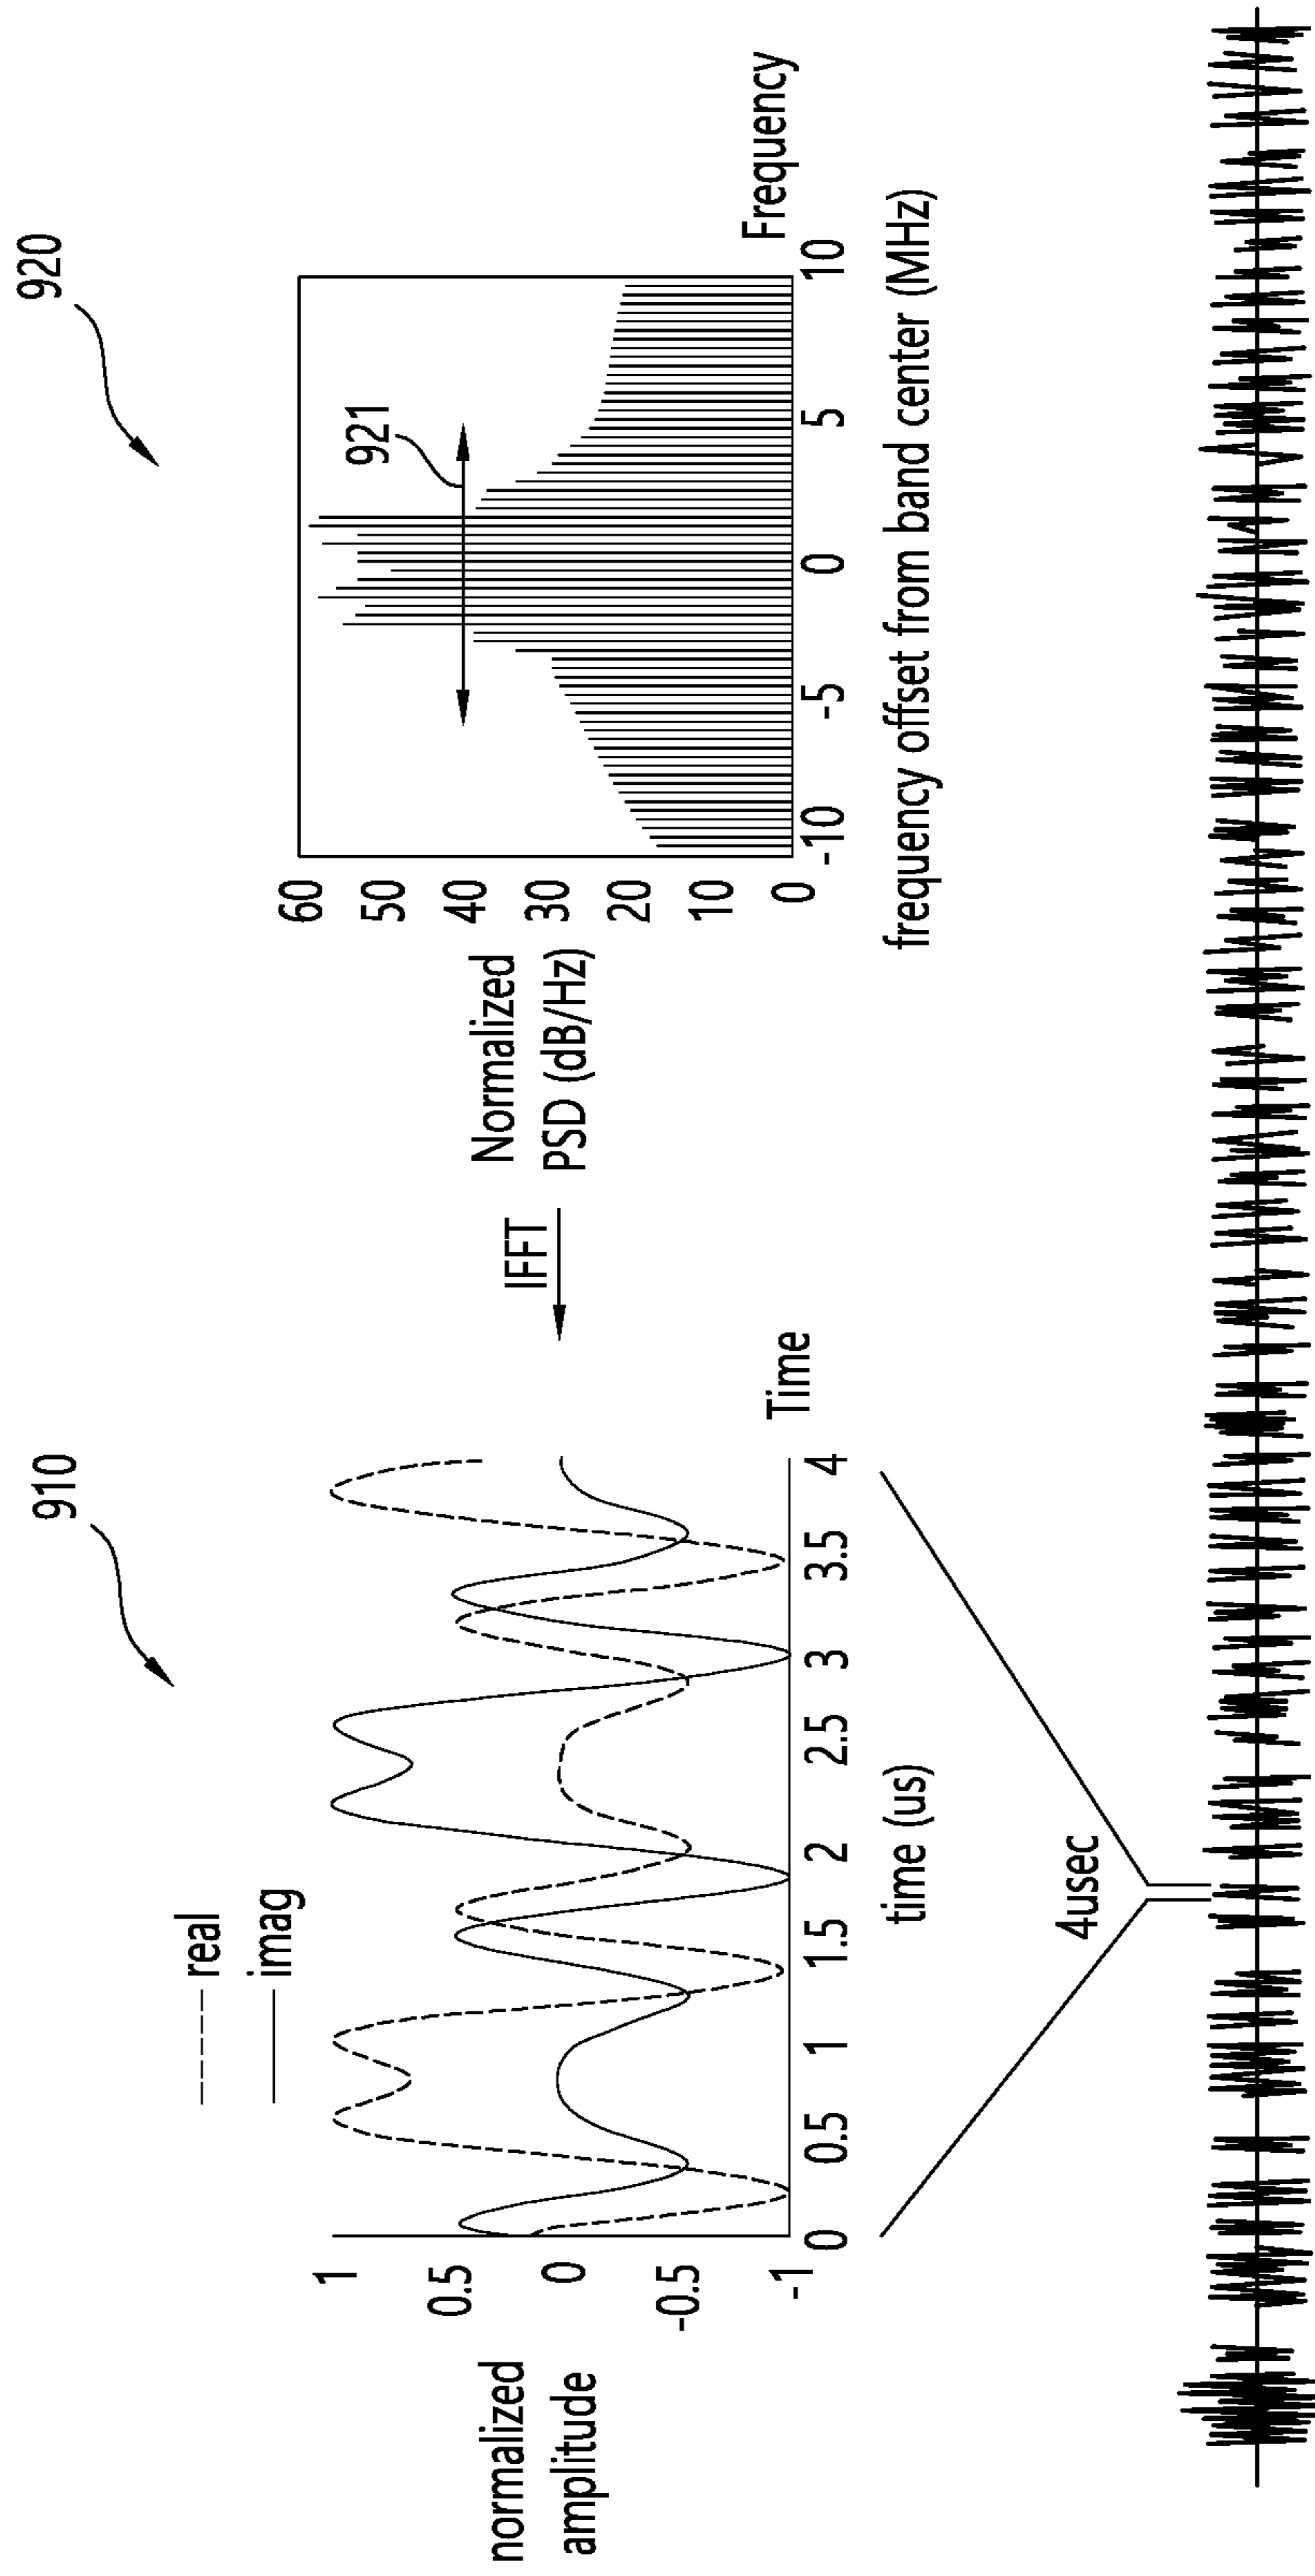 910
920
real
imag
normalized
amplitude
1
0.5
0
-0.5
-1
0
0.5
1
1.5
2
2.5
3
3.5
4
Time
time (us)
IFFT
Normalized
PSD (dB/Hz)
60
50
40
30
20
10
0
921
-10
-5
0
5
10
Frequency
frequency offset from band center (MHz)
4usec